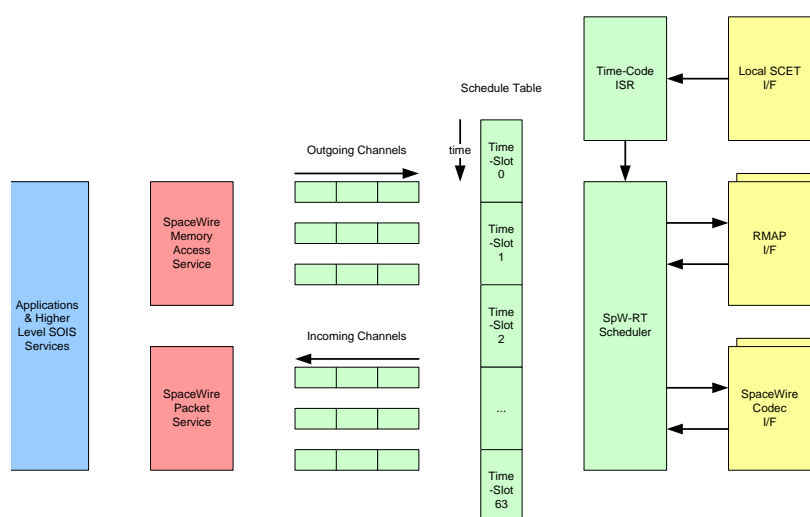 Applications
& Higher
Level SOIS
Services
SpaceWire
Memory
Access
Service
SpaceWire
Packet
Service
Outgoing Channels
Incoming Channels
Schedule Table
time
Time
-Slot
0
Time
-Slot
1
Time
-Slot
2
...
Time
-Slot
63
Time-Code
ISR
SpW-RT
Scheduler
Local SCET
I/F
RMAP
I/F
SpaceWire
Codec
I/F